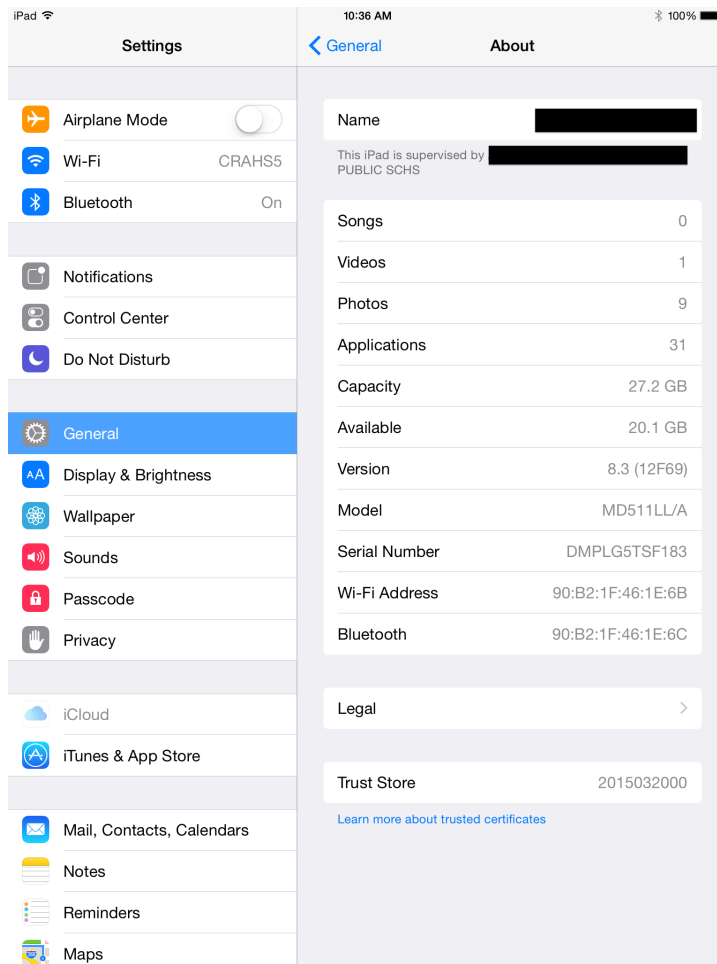 iPad 10:36 AM 100%
Settings
General About
Airplane Mode
Wi-Fi CRAHS5
Bluetooth On
Notifications
Control Center
Do Not Disturb
General
AA Display & Brightness
Wallpaper
Sounds
Passcode
Privacy
iCloud
iTunes & App Store
Mail, Contacts, Calendars
Notes
Reminders
Maps
Name
This iPad is supervised by
PUBLIC SCHS
Songs 0
Videos 1
Photos 9
Applications 31
Capacity 27.2 GB
Available 20.1 GB
Version 8.3 (12F69)
Model MD511LL/A
Serial Number DMPLG5TSF183
Wi-Fi Address 90:B2:1F:46:1E:6B
Bluetooth 90:B2:1F:46:1E:6C
Legal
Trust Store 2015032000
Learn more about trusted certificates